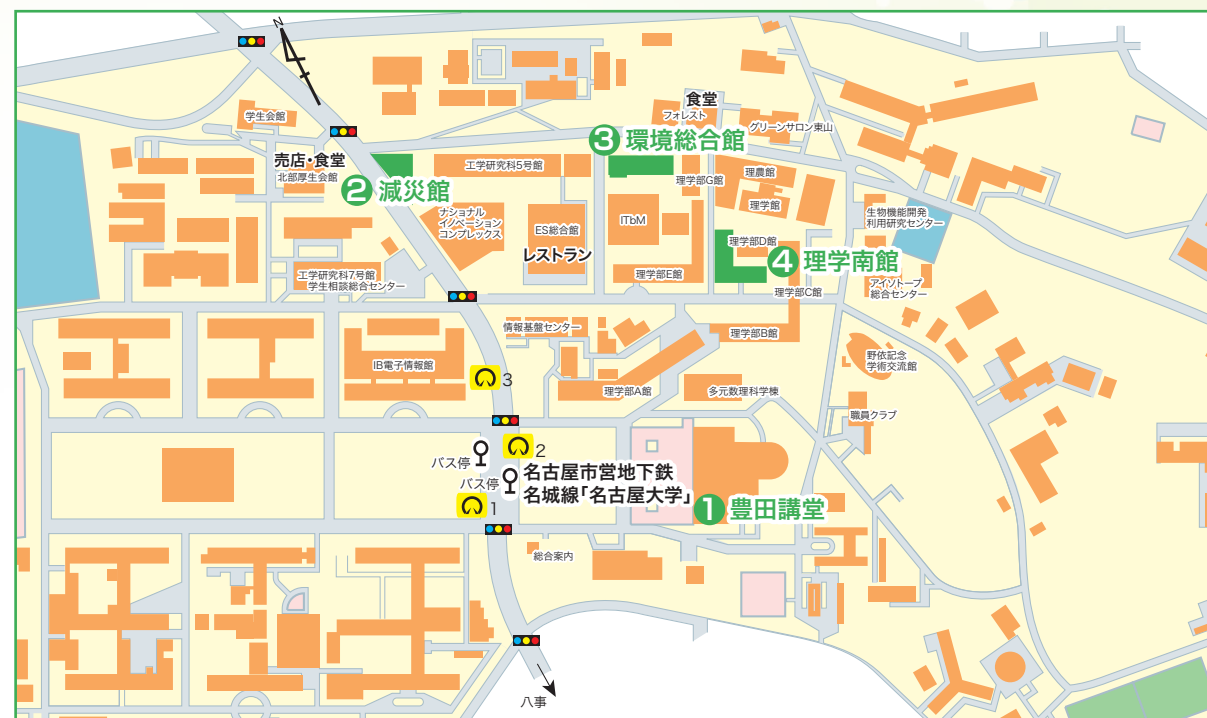 N
食堂
フォレスト
グリーンサロン東山
学生会館
❸ 環境総合館
売店・食堂
北部厚生会館
工学研究科5号館
理農館
理学部G館
❷ 減災館
理学館
ナショナル
イノベーション
コンプレックス
ES総合館
レストラン
ITbM
生物機能開発
利用研究センター
理学部D館
❹ 理学南館
工学研究科7号館
学生相談総合センター
理学部E館
アイソトープ
総合センター
理学部C館
情報基盤センター
理学部B館
IB電子情報館
野依記念
学術交流館
3
理学部A館
多元数理科学棟
職員クラブ
2
バス停
バス停
名古屋市営地下鉄
名城線「名古屋大学」
1
❶ 豊田講堂
総合案内
八事